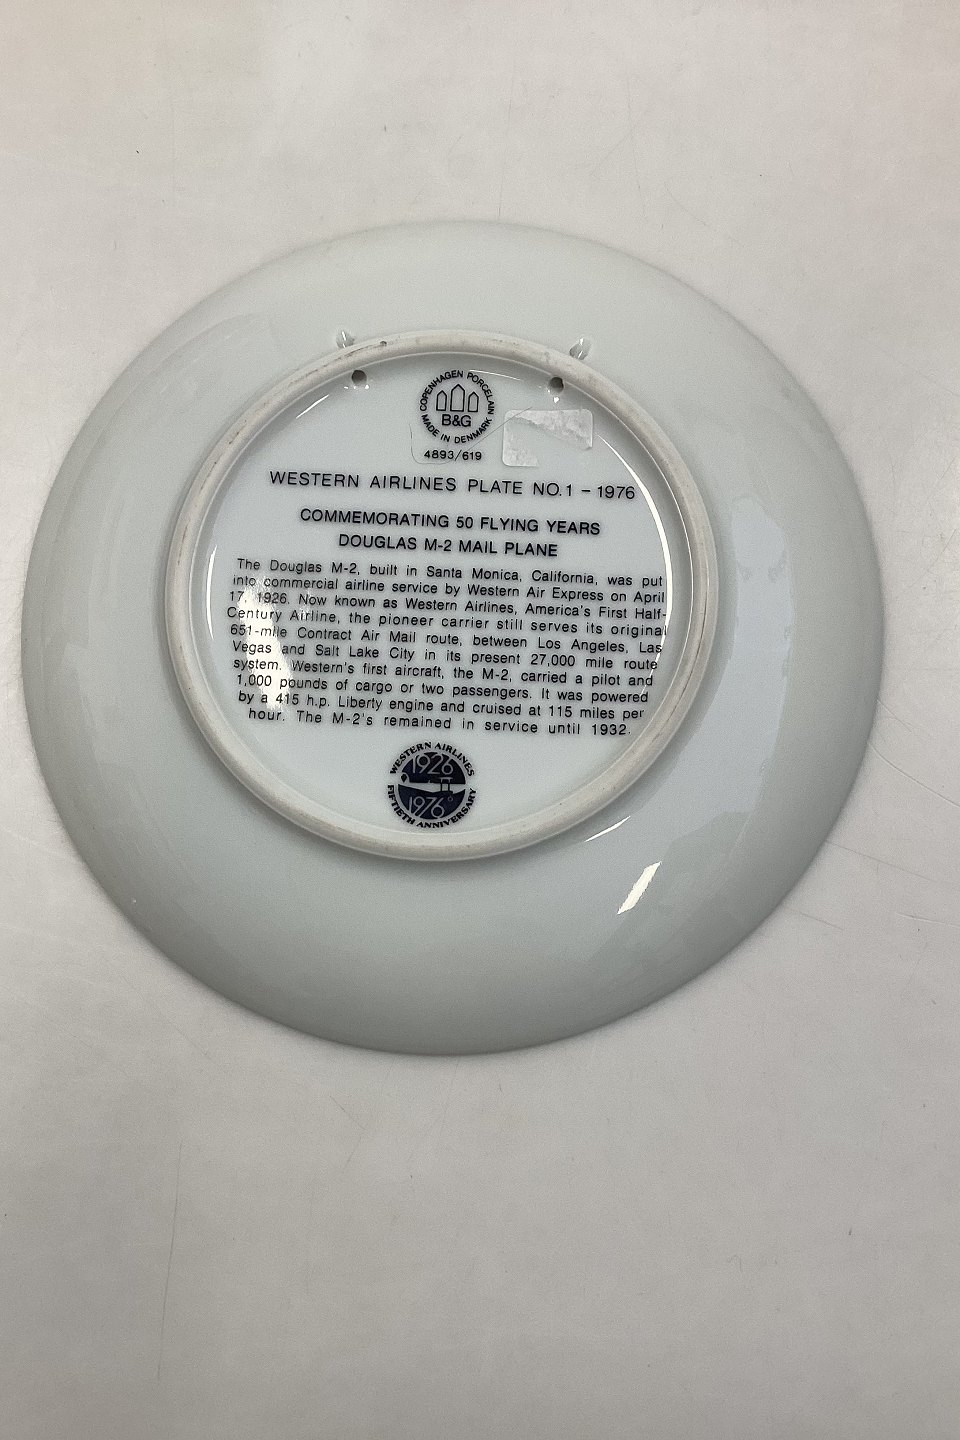 COPENHAGEN PORCELAIN
B&G
MADE IN DENMARK
4893/619
WESTERN AIRLINES PLATE NO.1 – 1976
COMMEMORATING 50 FLYING YEARS
DOUGLAS M-2 MAIL PLANE
The Douglas M-2, built in Santa Monica, California, was put
into commercial airline service by Western Air Express on April
17, 1926. Now known as Western Airlines, America's First Half-
Century Airline, the pioneer carrier still serves its original
651-mile Contract Air Mail route, between Los Angeles, Las
Vegas and Salt Lake City in its present 27,000 mile route
system. Western's first aircraft, the M-2, carried a pilot and
1,000 pounds of cargo or two passengers. It was powered
by a 415 h.p. Liberty engine and cruised at 115 miles per
hour. The M-2's remained in service until 1932.
WESTERN AIRLINES
1926
1976
FIFTIETH ANNIVERSARY